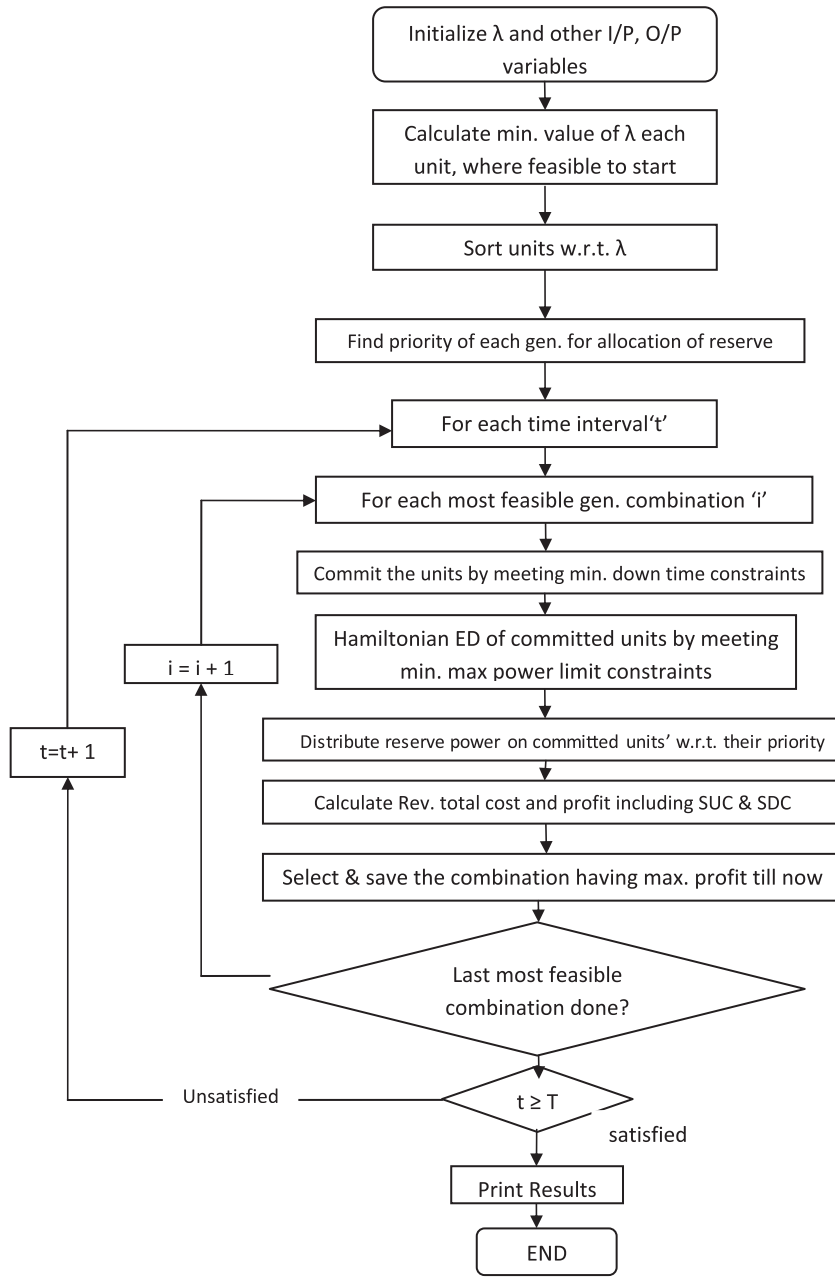 Initialize λ and other I/P, O/P
variables
Calculate min. value of λ each
unit, where feasible to start
Sort units w.r.t. λ
Find priority of each gen. for allocation of reserve
For each time interval‘t’
For each most feasible gen. combination ‘i’
Commit the units by meeting min. down time constraints
Hamiltonian ED of committed units by meeting
min. max power limit constraints
i = i + 1
Distribute reserve power on committed units’ w.r.t. their priority
t=t+ 1
Calculate Rev. total cost and profit including SUC & SDC
Select & save the combination having max. profit till now
Last most feasible
combination done?
Unsatisfied
t ≥ T
satisfied
Print Results
END